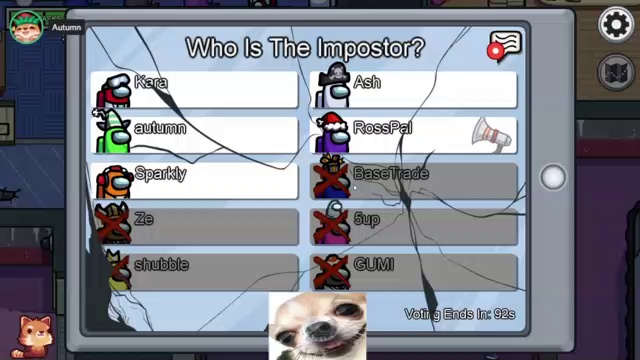 Autumn
Who Is The Impostor?
Kara
Ash
autumn
RossPal
Sparkly
BaseTrade
Ze
5up
shubble
GUMI
Voting Ends In: 92s